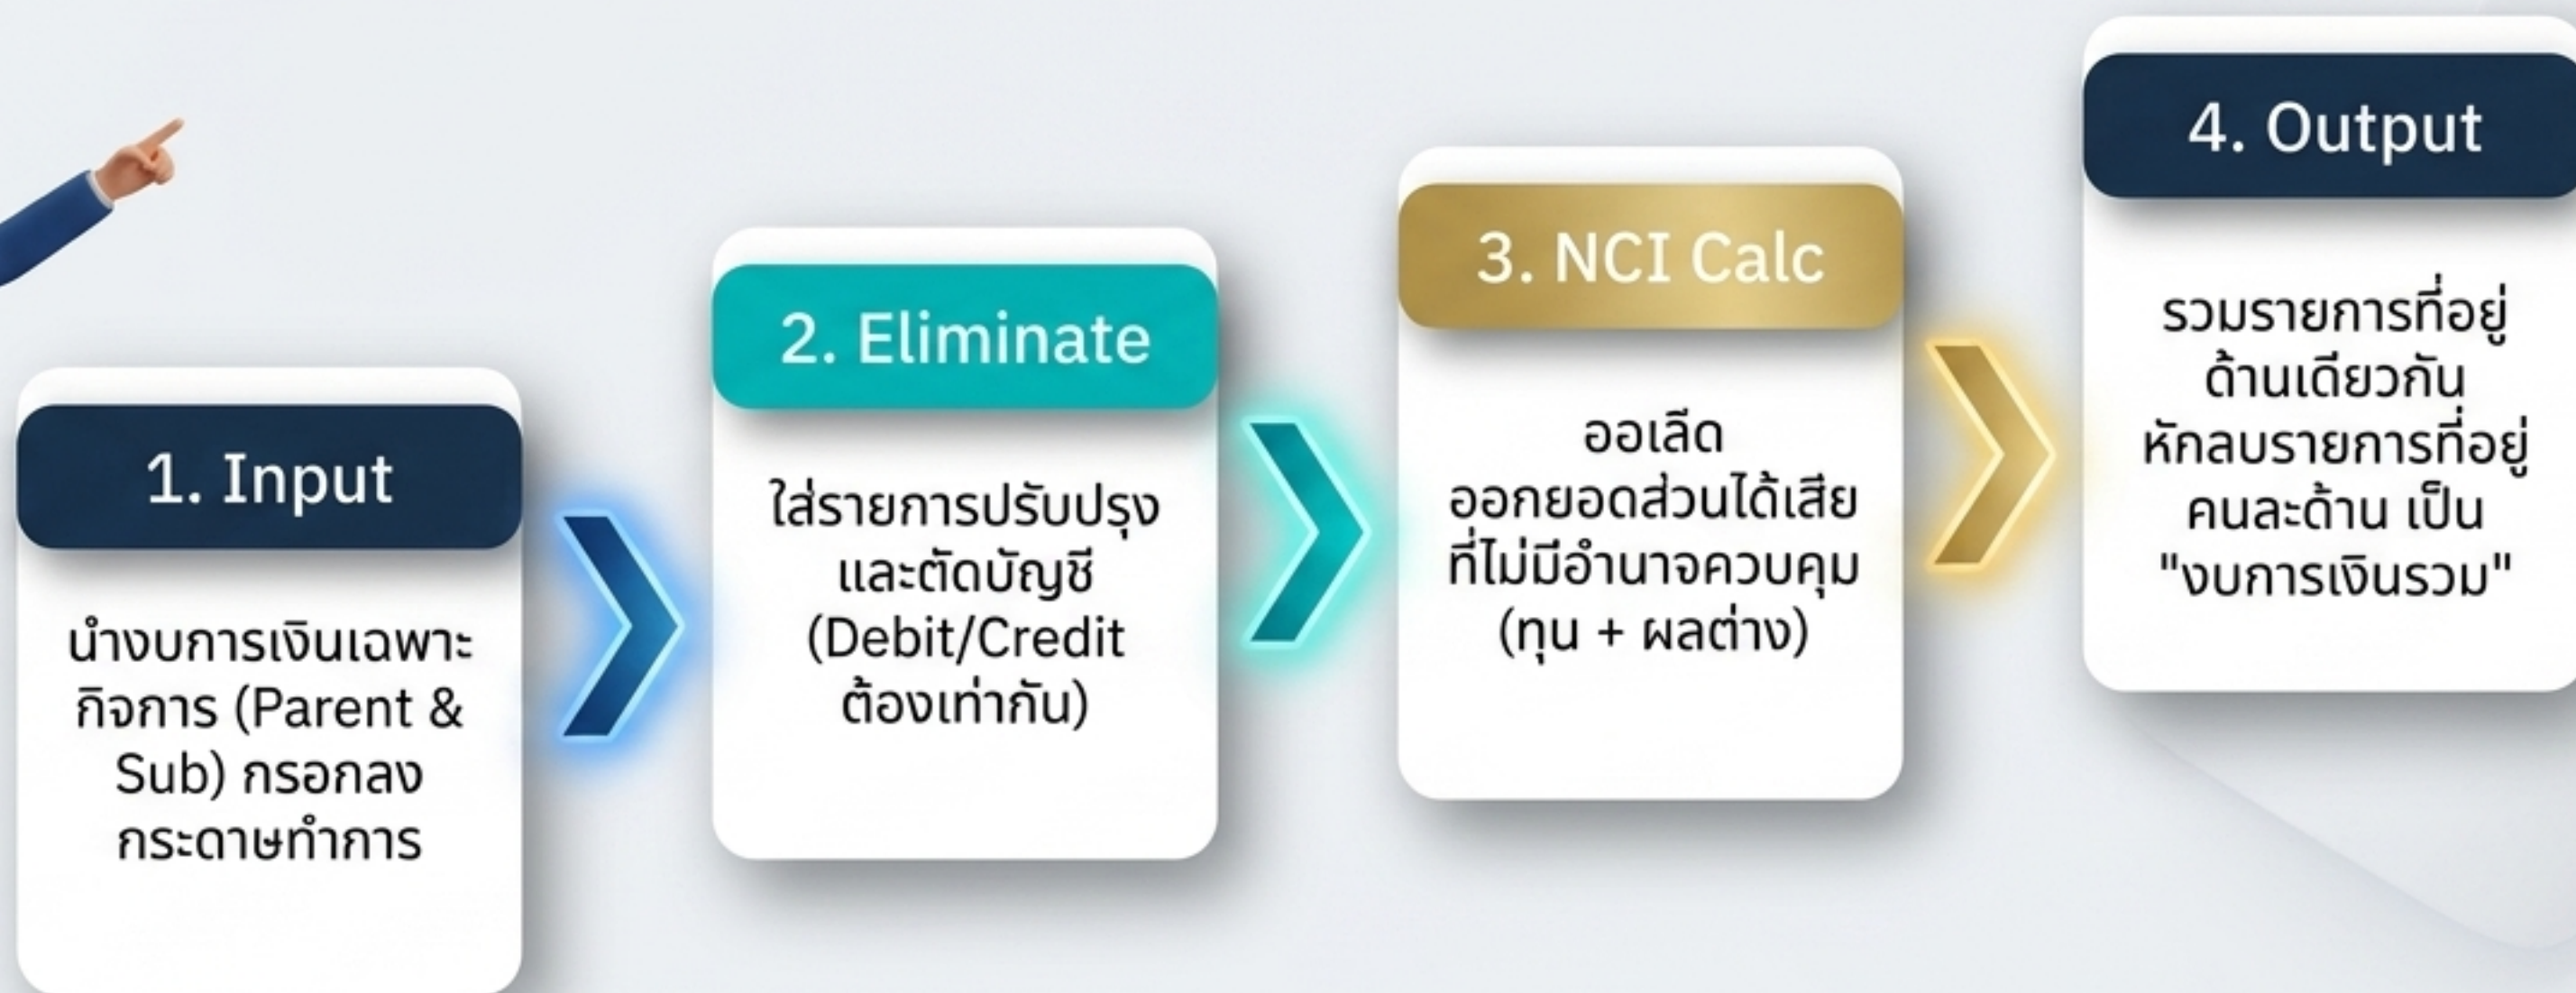 1. Input
นำงบการเงินเฉพาะ
กิจการ (Parent &
Sub) กรอกลง
กระดาษทำการ
2. Eliminate
ใส่รายการปรับปรุง
และตัดบัญชี
(Debit/Credit
ต้องเท่ากัน)
3. NCI Calc
ออเลีด
ออกยอดส่วนได้เสีย
ที่ไม่มีอำนาจควบคุม
(ทุน + ผลต่าง)
4. Output
รวมรายการที่อยู่
ด้านเดียวกัน
หักลบรายการที่อยู่
คนละด้าน เป็น
"งบการเงินรวม"